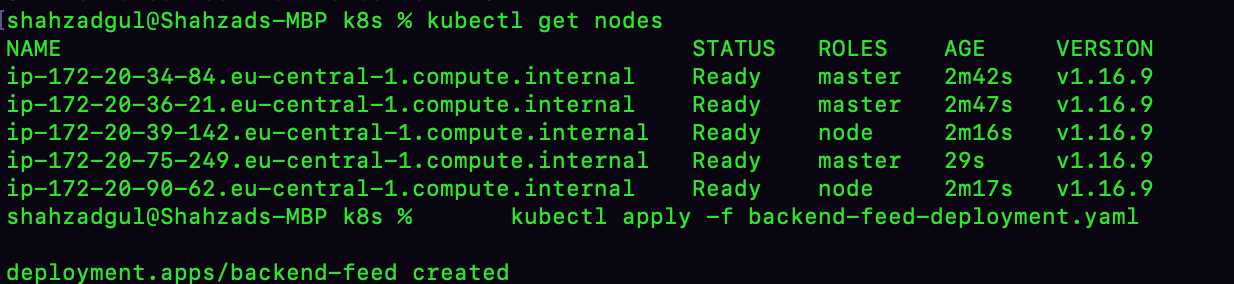 shahzadgul@Shahzads-MBP k8s % kubectl get nodes
NAME STATUS ROLES AGE VERSION
ip-172-20-34-84.eu-central-1.compute.internal Ready master 2m42s v1.16.9
ip-172-20-36-21.eu-central-1.compute.internal Ready master 2m47s v1.16.9
ip-172-20-39-142.eu-central-1.compute.internal Ready node 2m16s v1.16.9
ip-172-20-75-249.eu-central-1.compute.internal Ready master 29s v1.16.9
ip-172-20-90-62.eu-central-1.compute.internal Ready node 2m17s v1.16.9
shahzadgul@Shahzads-MBP k8s % kubectl apply -f backend-feed-deployment.yaml
deployment.apps/backend-feed created